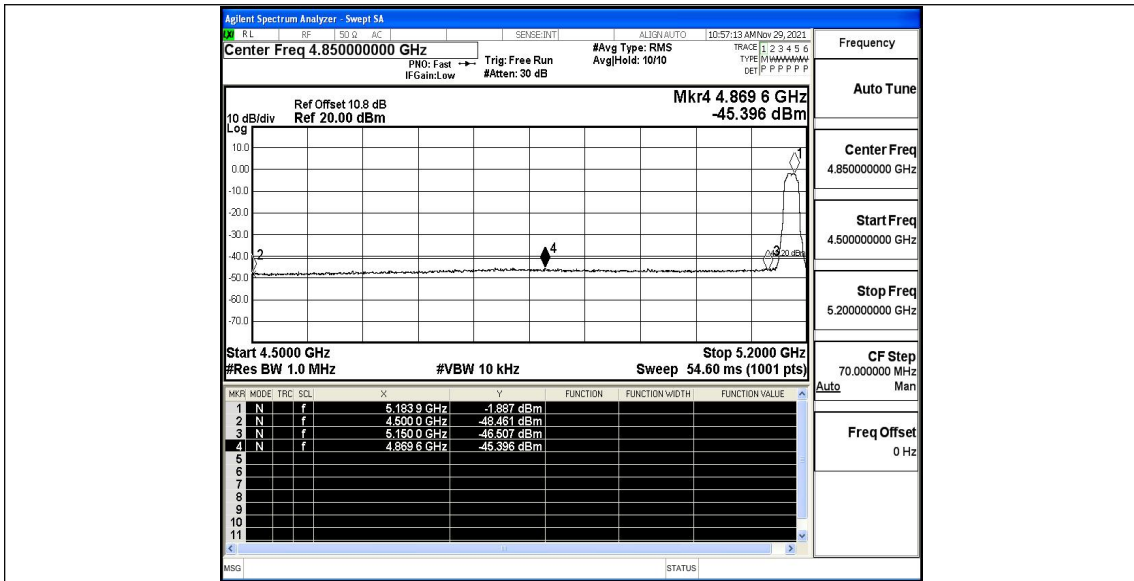 Agilent Spectrum Analyzer - Swept SA
LXI RL RF 50 Ω AC SENSE:INT ALIGN AUTO 10:57:13 AM Nov 29, 2021
Center Freq 4.850000000 GHz
PNO: Fast
IFGain:Low
Trig: Free Run
#Atten: 30 dB
#Avg Type: RMS
Avg|Hold: 10/10
TRACE 1 2 3 4 5 6
TYPE M W W W W W
DET P P P P P P
Ref Offset 10.8 dB
Ref 20.00 dBm
10 dB/div
Log
Mkr4 4.869 6 GHz
-45.396 dBm
10.0
0.00
-10.0
-20.0
-30.0
-40.0
-50.0
-60.0
-70.0
1
2
3
4
Start 4.5000 GHz
#Res BW 1.0 MHz
#VBW 10 kHz
Stop 5.2000 GHz
Sweep 54.60 ms (1001 pts)
MKR MODE TRC SCL X Y FUNCTION FUNCTION WIDTH FUNCTION VALUE
1 N f 5.183 9 GHz -1.887 dBm
2 N f 4.500 0 GHz -48.461 dBm
3 N f 5.150 0 GHz -46.507 dBm
4 N f 4.869 6 GHz -45.396 dBm
5
6
7
8
9
10
11
MSG STATUS
Frequency
Auto Tune
Center Freq
4.850000000 GHz
Start Freq
4.500000000 GHz
Stop Freq
5.200000000 GHz
CF Step
70.000000 MHz
Auto Man
Freq Offset
0 Hz